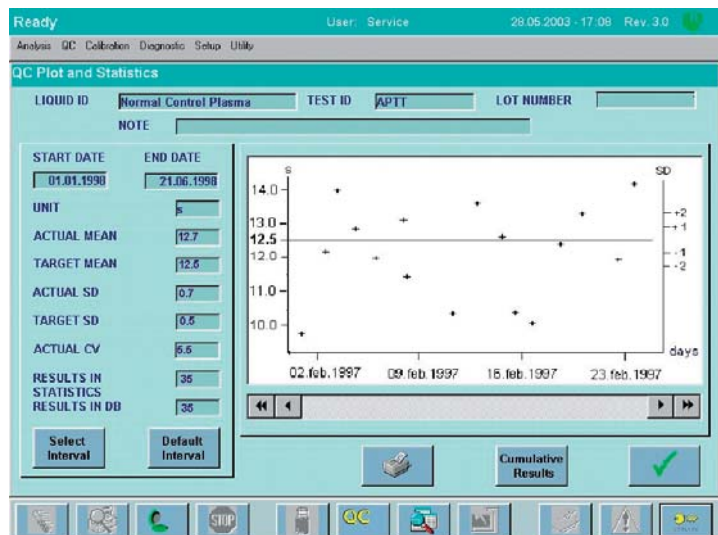 Ready User: Service 28.05.2003 - 17:08 Rev. 3.0
Analysis QC Calibration Diagnostic Setup Utility
QC Plot and Statistics
LIQUID ID Normal Control Plasma TEST ID APTT LOT NUMBER
NOTE
START DATE END DATE
01.01.1998 21.06.1998
UNIT s
ACTUAL MEAN 12.7
TARGET MEAN 12.5
ACTUAL SD 0.7
TARGET SD 0.5
ACTUAL CV 5.5
RESULTS IN STATISTICS 35
RESULTS IN DB 35
Select Interval
Default Interval
s
SD
14.0
13.0
12.5
12.0
11.0
10.0
+2
+1
-1
-2
days
02.feb.1997 09.feb.1997 16.feb.1997 23.feb.1997
Cumulative Results
STOP
QC